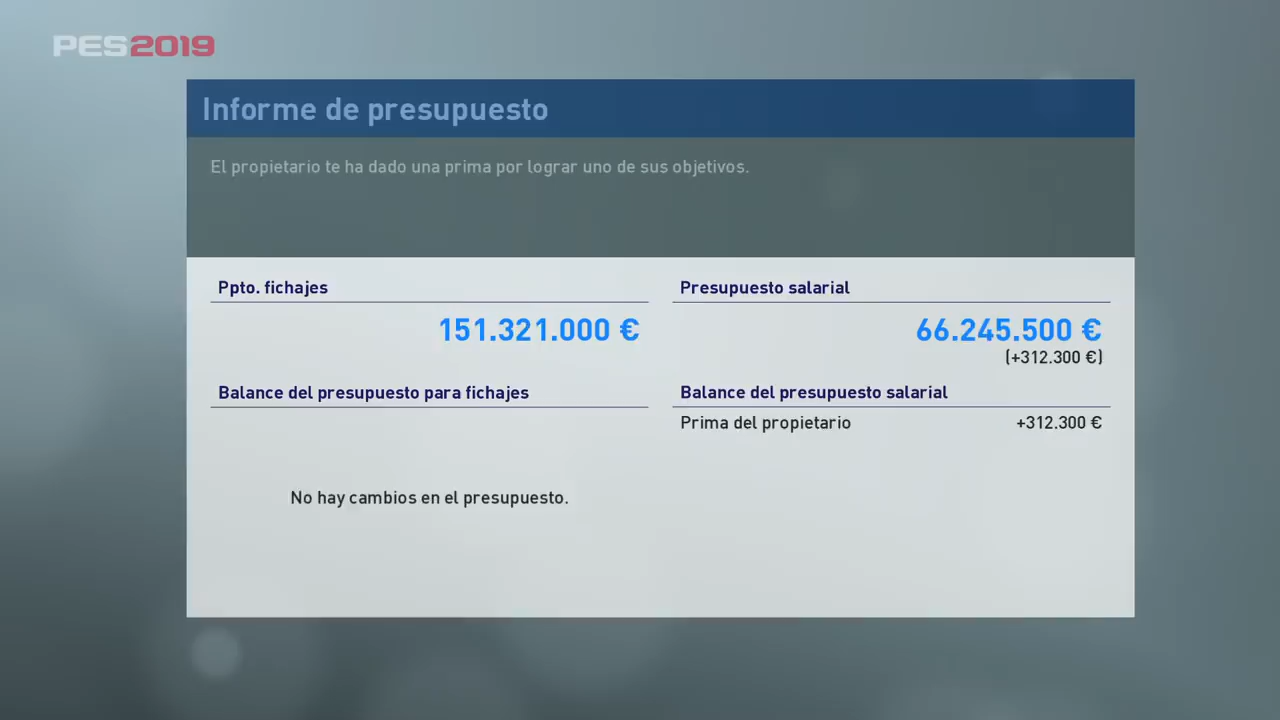 PES2019
Informe de presupuesto
El propietario te ha dado una prima por lograr uno de sus objetivos.
Ppto. fichajes
151.321.000 €
Presupuesto salarial
66.245.500 €
(+312.300 €)
Balance del presupuesto para fichajes
No hay cambios en el presupuesto.
Balance del presupuesto salarial
Prima del propietario +312.300 €